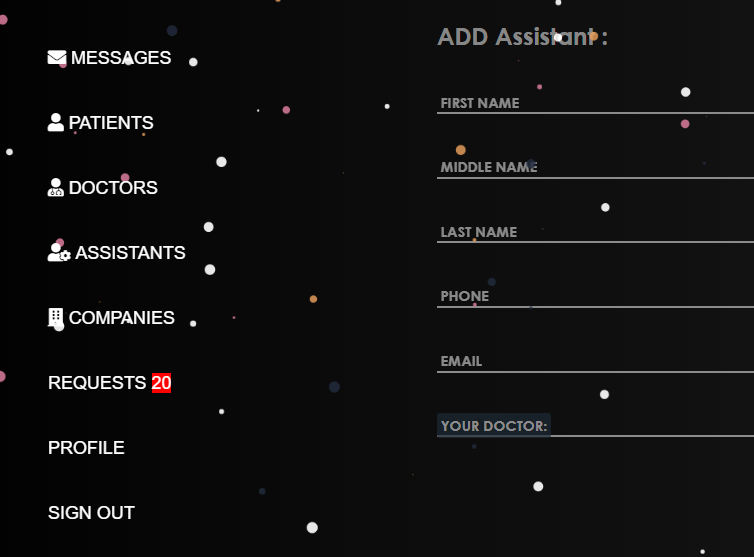 MESSAGES
PATIENTS
DOCTORS
ASSISTANTS
COMPANIES
REQUESTS 20
PROFILE
SIGN OUT
ADD Assistant :
FIRST NAME
MIDDLE NAME
LAST NAME
PHONE
EMAIL
YOUR DOCTOR: